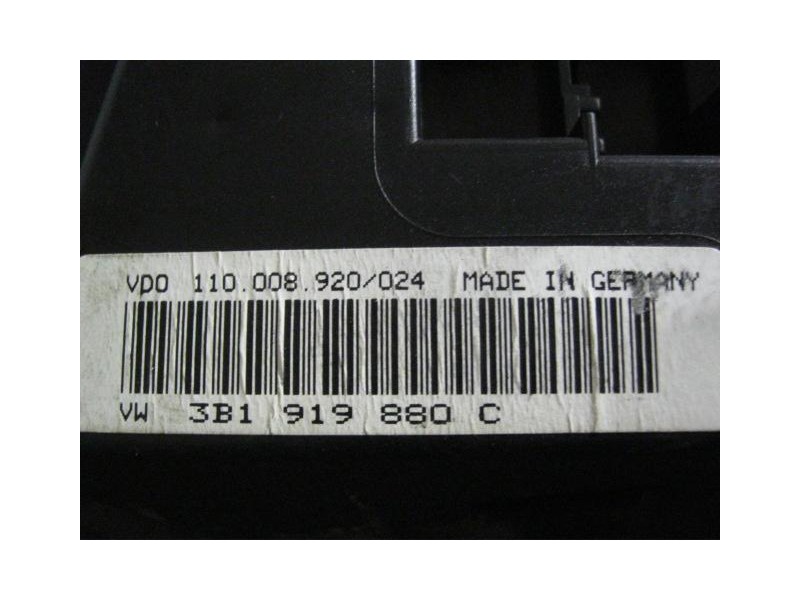 VDO 110.008.920/024 MADE IN GERMANY
VW 3B1 919 880 C